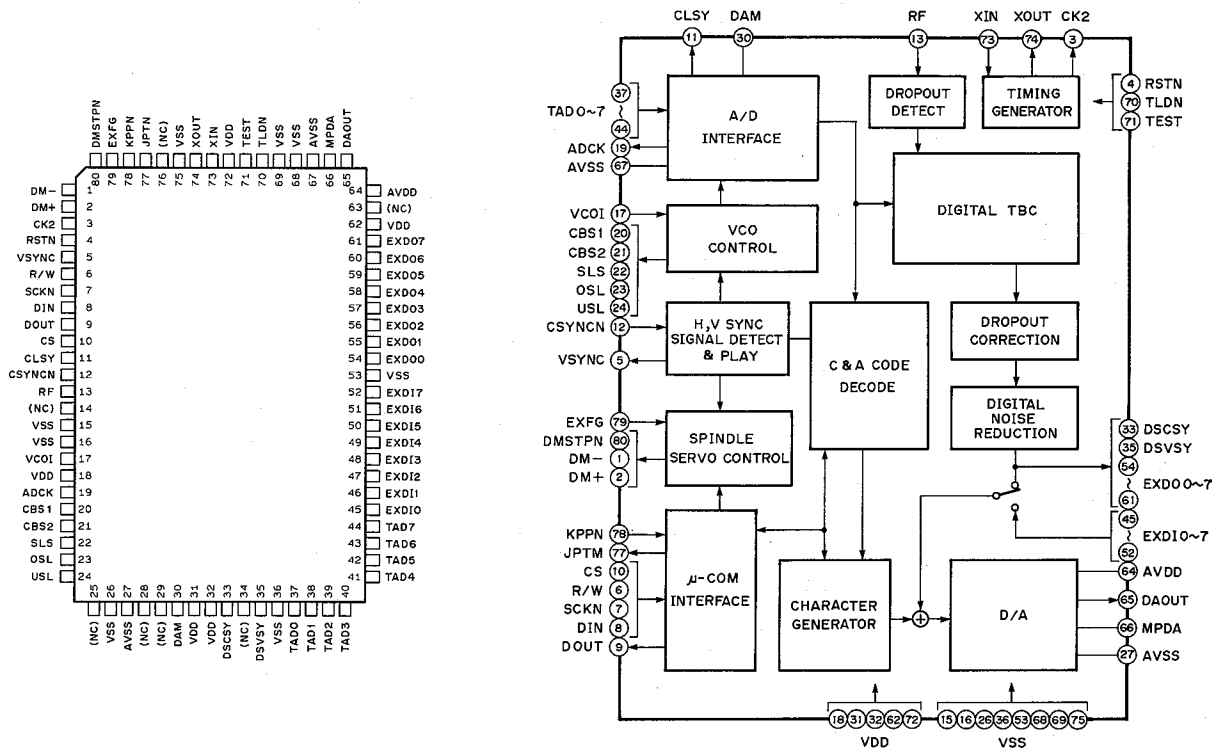 DMSTPN EXFG KPPN JPTN (NC) VSS XOUT XIN VDD TEST TLDN VSS VSS AVSS MPDA DAOUT
80 79 78 77 76 75 74 73 72 71 70 69 68 67 66 65
DM- 1
DM+ 2
CK2 3
RSTN 4
VSYNC 5
R/W 6
SCKN 7
DIN 8
DOUT 9
CS 10
CLSY 11
CSYNCN 12
RF 13
(NC) 14
VSS 15
VSS 16
VCOI 17
VDD 18
ADCK 19
CBS1 20
CBS2 21
SLS 22
OSL 23
USL 24
64 AVDD
63 (NC)
62 VDD
61 EXDO7
60 EXDO6
59 EXDO5
58 EXDO4
57 EXDO3
56 EXDO2
55 EXDO1
54 EXDO0
53 VSS
52 EXDI7
51 EXDI6
50 EXDI5
49 EXDI4
48 EXDI3
47 EXDI2
46 EXDI1
45 EXDI0
44 TAD7
43 TAD6
42 TAD5
41 TAD4
25 26 27 28 29 30 31 32 33 34 35 36 37 38 39 40
(NC) VSS AVSS (NC) (NC) DAM VDD VDD DSCSY (NC) DSVSY VSS TAD0 TAD1 TAD2 TAD3
CLSY DAM RF XIN XOUT CK2
11 30 13 73 74 3
37
TAD0~7
44
ADCK 19
AVSS 67
VCOI 17
CBS1 20
CBS2 21
SLS 22
OSL 23
USL 24
CSYNCN 12
VSYNC 5
EXFG 79
DMSTPN 80
DM- 1
DM+ 2
KPPN 78
JPTM 77
CS 10
R/W 6
SCKN 7
DIN 8
DOUT 9
A/D
INTERFACE
DROPOUT
DETECT
TIMING
GENERATOR
4 RSTN
70 TLDN
71 TEST
DIGITAL TBC
VCO
CONTROL
H,V SYNC
SIGNAL DETECT
& PLAY
C & A CODE
DECODE
DROPOUT
CORRECTION
DIGITAL
NOISE
REDUCTION
SPINDLE
SERVO CONTROL
μ-COM
INTERFACE
CHARACTER
GENERATOR
+
D/A
33 DSCSY
35 DSVSY
54
~ EXDO0~7
61
45
~ EXDI0~7
52
64 AVDD
65 DAOUT
66 MPDA
27 AVSS
18 31 32 62 72
VDD
15 16 26 36 53 68 69 75
VSS